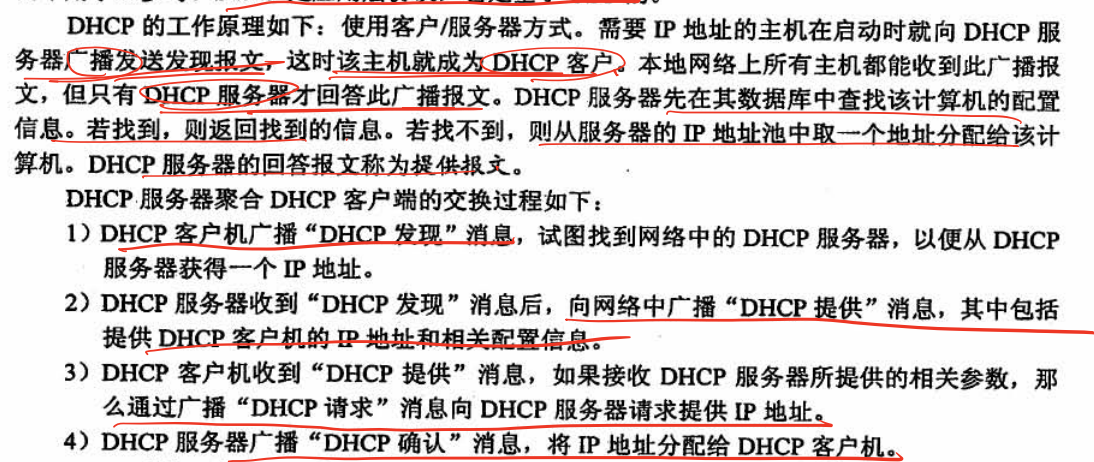 DHCP 的工作原理如下：使用客户/服务器方式。需要 IP 地址的主机在启动时就向 DHCP 服
务器广播发送发现报文，这时该主机就成为 DHCP 客户。本地网络上所有主机都能收到此广播报
文，但只有 DHCP 服务器才回答此广播报文。DHCP 服务器先在其数据库中查找该计算机的配置
信息。若找到，则返回找到的信息。若找不到，则从服务器的 IP 地址池中取一个地址分配给该计
算机。DHCP 服务器的回答报文称为提供报文。
DHCP 服务器聚合 DHCP 客户端的交换过程如下：
1）DHCP 客户机广播“DHCP 发现”消息，试图找到网络中的 DHCP 服务器，以便从 DHCP
服务器获得一个 IP 地址。
2）DHCP 服务器收到“DHCP 发现”消息后，向网络中广播“DHCP 提供”消息，其中包括
提供 DHCP 客户机的 IP 地址和相关配置信息。
3）DHCP 客户机收到“DHCP 提供”消息，如果接收 DHCP 服务器所提供的相关参数，那
么通过广播“DHCP 请求”消息向 DHCP 服务器请求提供 IP 地址。
4）DHCP 服务器广播“DHCP 确认”消息，将 IP 地址分配给 DHCP 客户机。